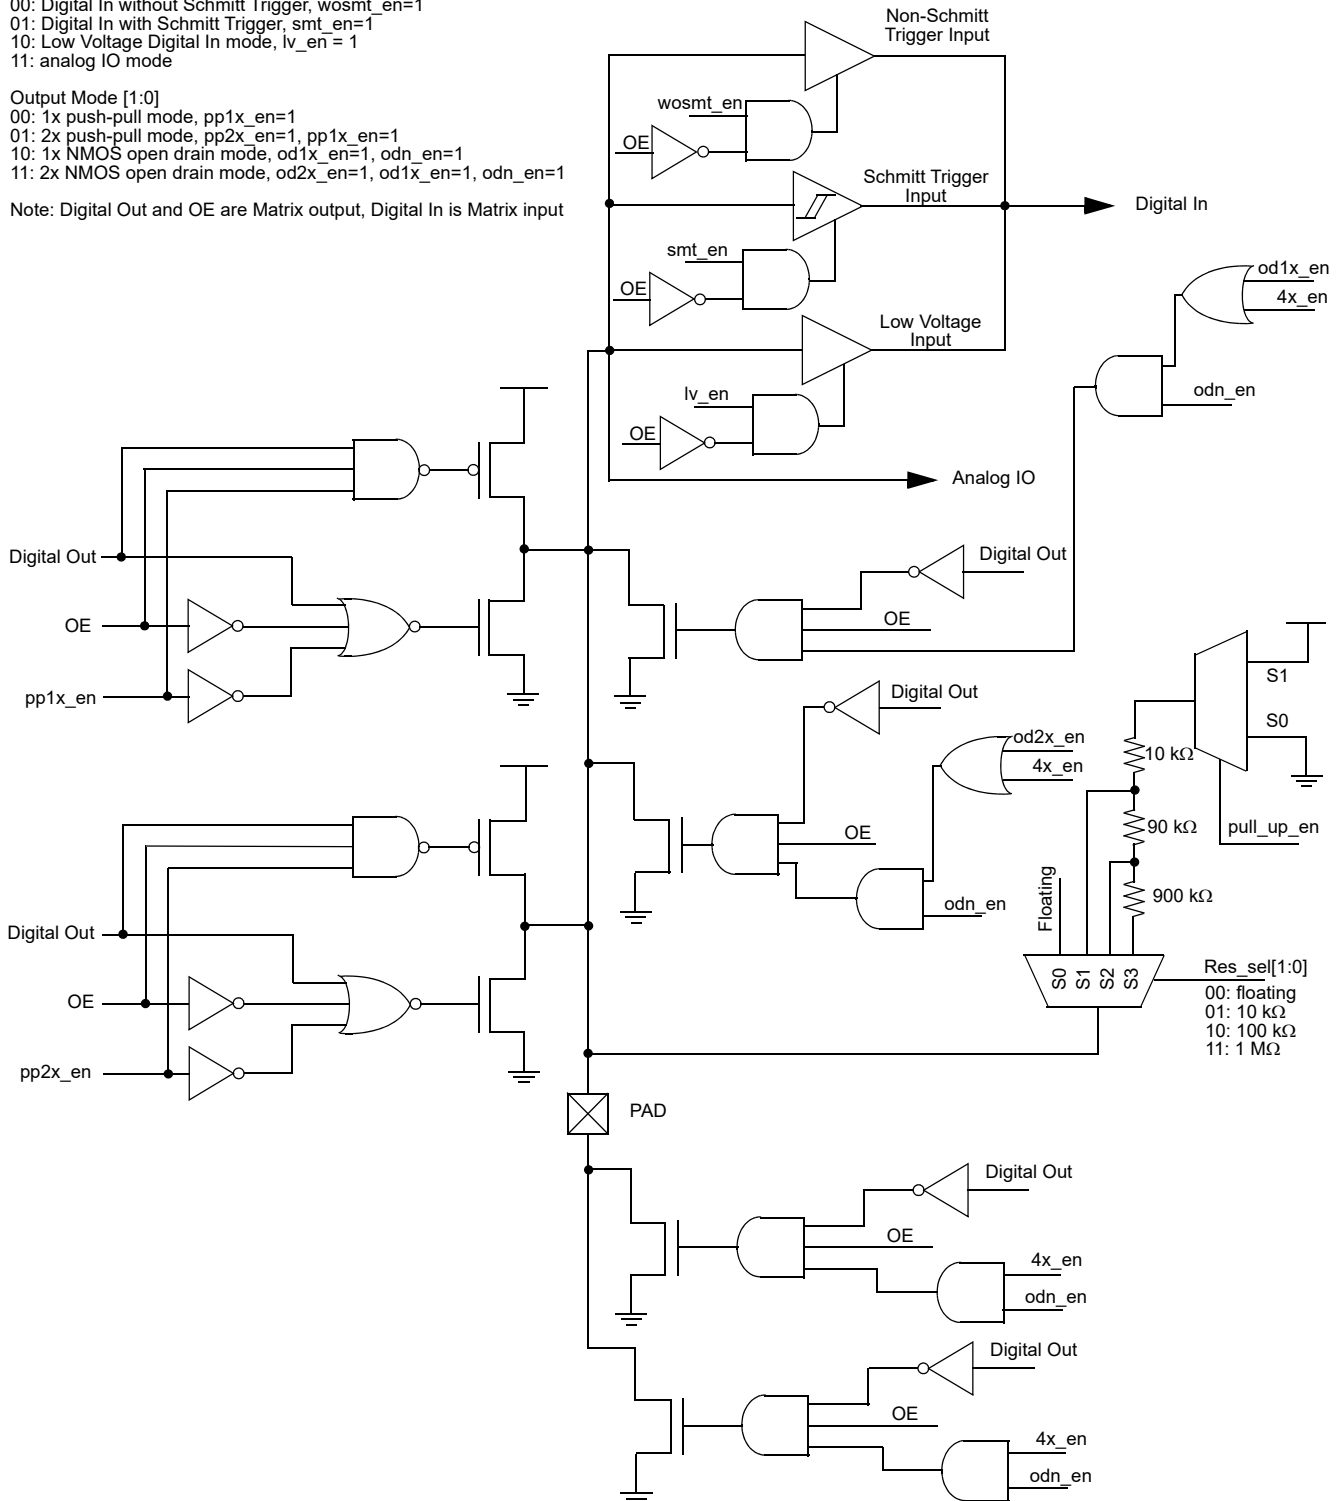 00: Digital In without Schmitt Trigger, wosmt_en=1
01: Digital In with Schmitt Trigger, smt_en=1
10: Low Voltage Digital In mode, lv_en = 1
11: analog IO mode
Output Mode [1:0]
00: 1x push-pull mode, pp1x_en=1
01: 2x push-pull mode, pp2x_en=1, pp1x_en=1
10: 1x NMOS open drain mode, od1x_en=1, odn_en=1
11: 2x NMOS open drain mode, od2x_en=1, od1x_en=1, odn_en=1
Note: Digital Out and OE are Matrix output, Digital In is Matrix input
Non-Schmitt
Trigger Input
wosmt_en
OE
Schmitt Trigger
Input
Digital In
smt_en
OE
od1x_en
4x_en
Low Voltage
Input
lv_en
OE
odn_en
Analog IO
Digital Out
OE
pp1x_en
Digital Out
OE
S1
S0
10 kΩ
90 kΩ
900 kΩ
pull_up_en
Digital Out
od2x_en
4x_en
OE
odn_en
Floating
S0
S1
S2
S3
Res_sel[1:0]
00: floating
01: 10 kΩ
10: 100 kΩ
11: 1 MΩ
Digital Out
OE
pp2x_en
PAD
Digital Out
OE
4x_en
odn_en
Digital Out
OE
4x_en
odn_en